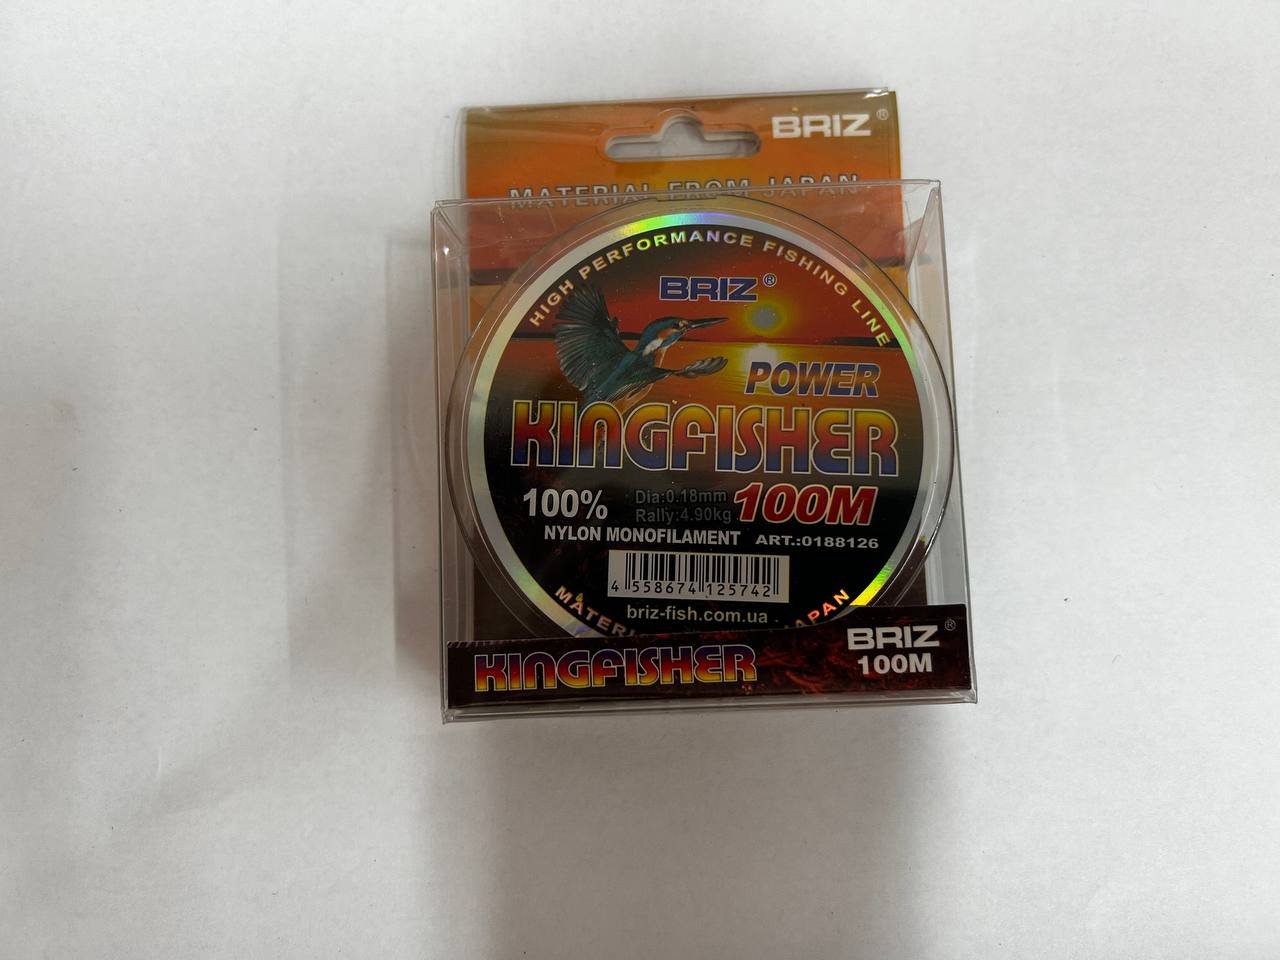 BRIZ®
MATERIAL FROM JAPAN
HIGH PERFORMANCE FISHING LINE
BRIZ®
POWER
KINGFISHER
100%
Dia:0.18mm
Rally:4.90kg
100M
NYLON MONOFILAMENT
ART.:0188126
4 558674 125742
briz-fish.com.ua
KINGFISHER
BRIZ®
100M